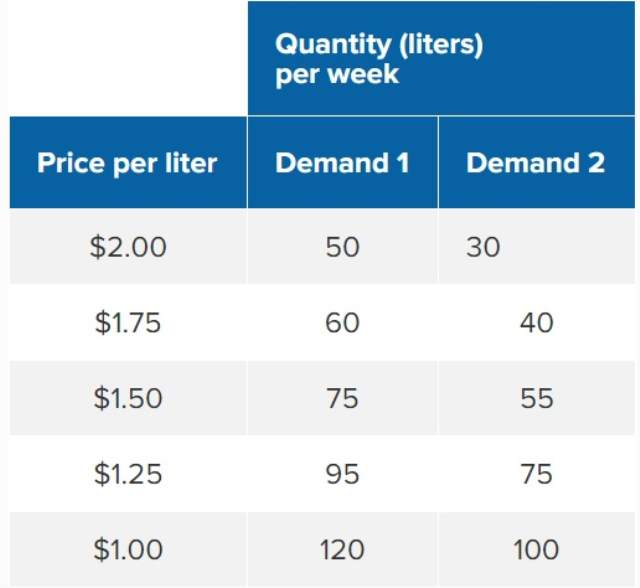 Quantity (liters)
per week
Price per liter Demand 1 Demand 2
$2.00 50 30
$1.75 60 40
$1.50 75 55
$1.25 95 75
$1.00 120 100